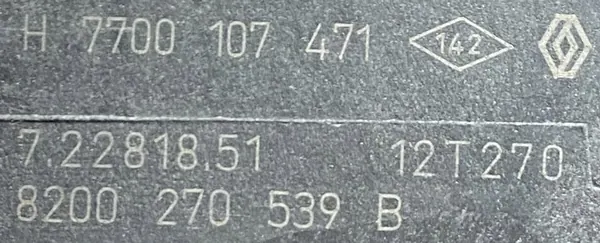 H 7700 107 471 142
7.22818.51 12T270
8200 270 539 B